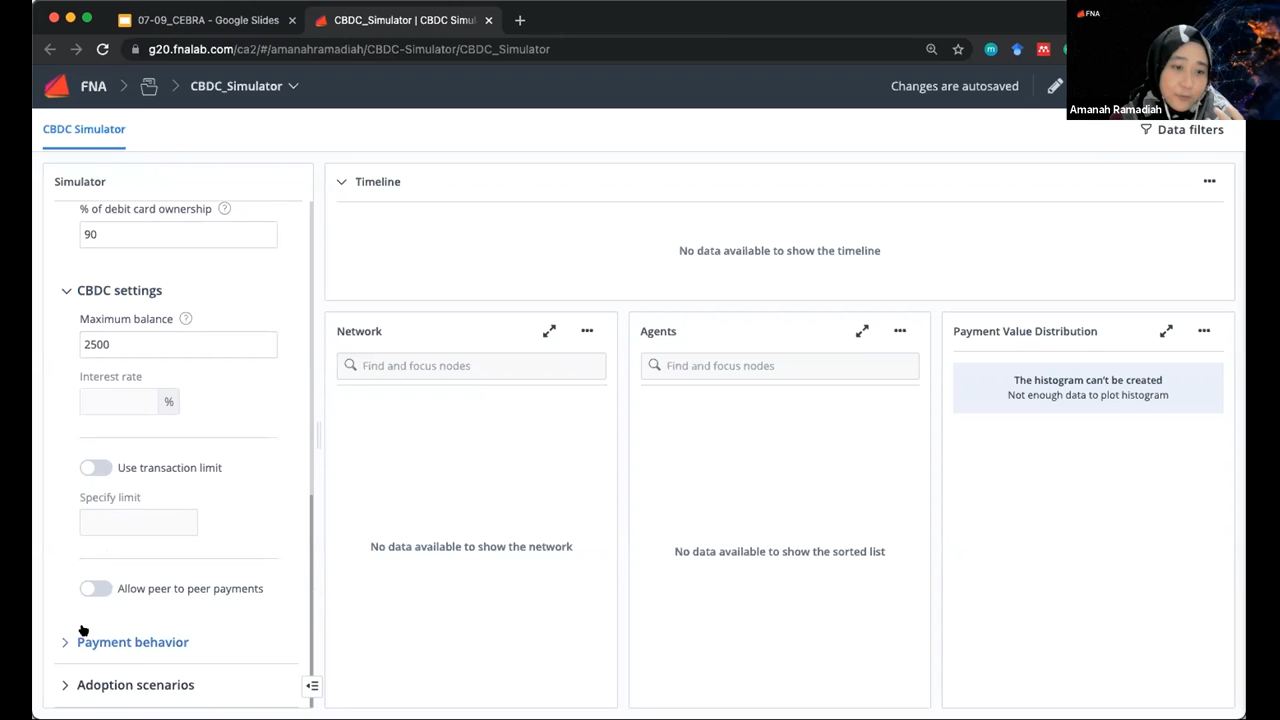 07-09_CEBRA - Google Slides
CBDC_Simulator | CBDC Simul
g20.fnalab.com/ca2/#/amanahramadiah/CBDC-Simulator/CBDC_Simulator
FNA
FNA
CBDC_Simulator
Changes are autosaved
Amanah Ramadiah
CBDC Simulator
Data filters
Simulator
% of debit card ownership ?
90
CBDC settings
Maximum balance ?
2500
Interest rate
%
Use transaction limit
Specify limit
Allow peer to peer payments
Payment behavior
Adoption scenarios
Timeline
No data available to show the timeline
Network
Find and focus nodes
No data available to show the network
Agents
Find and focus nodes
No data available to show the sorted list
Payment Value Distribution
The histogram can't be created
Not enough data to plot histogram